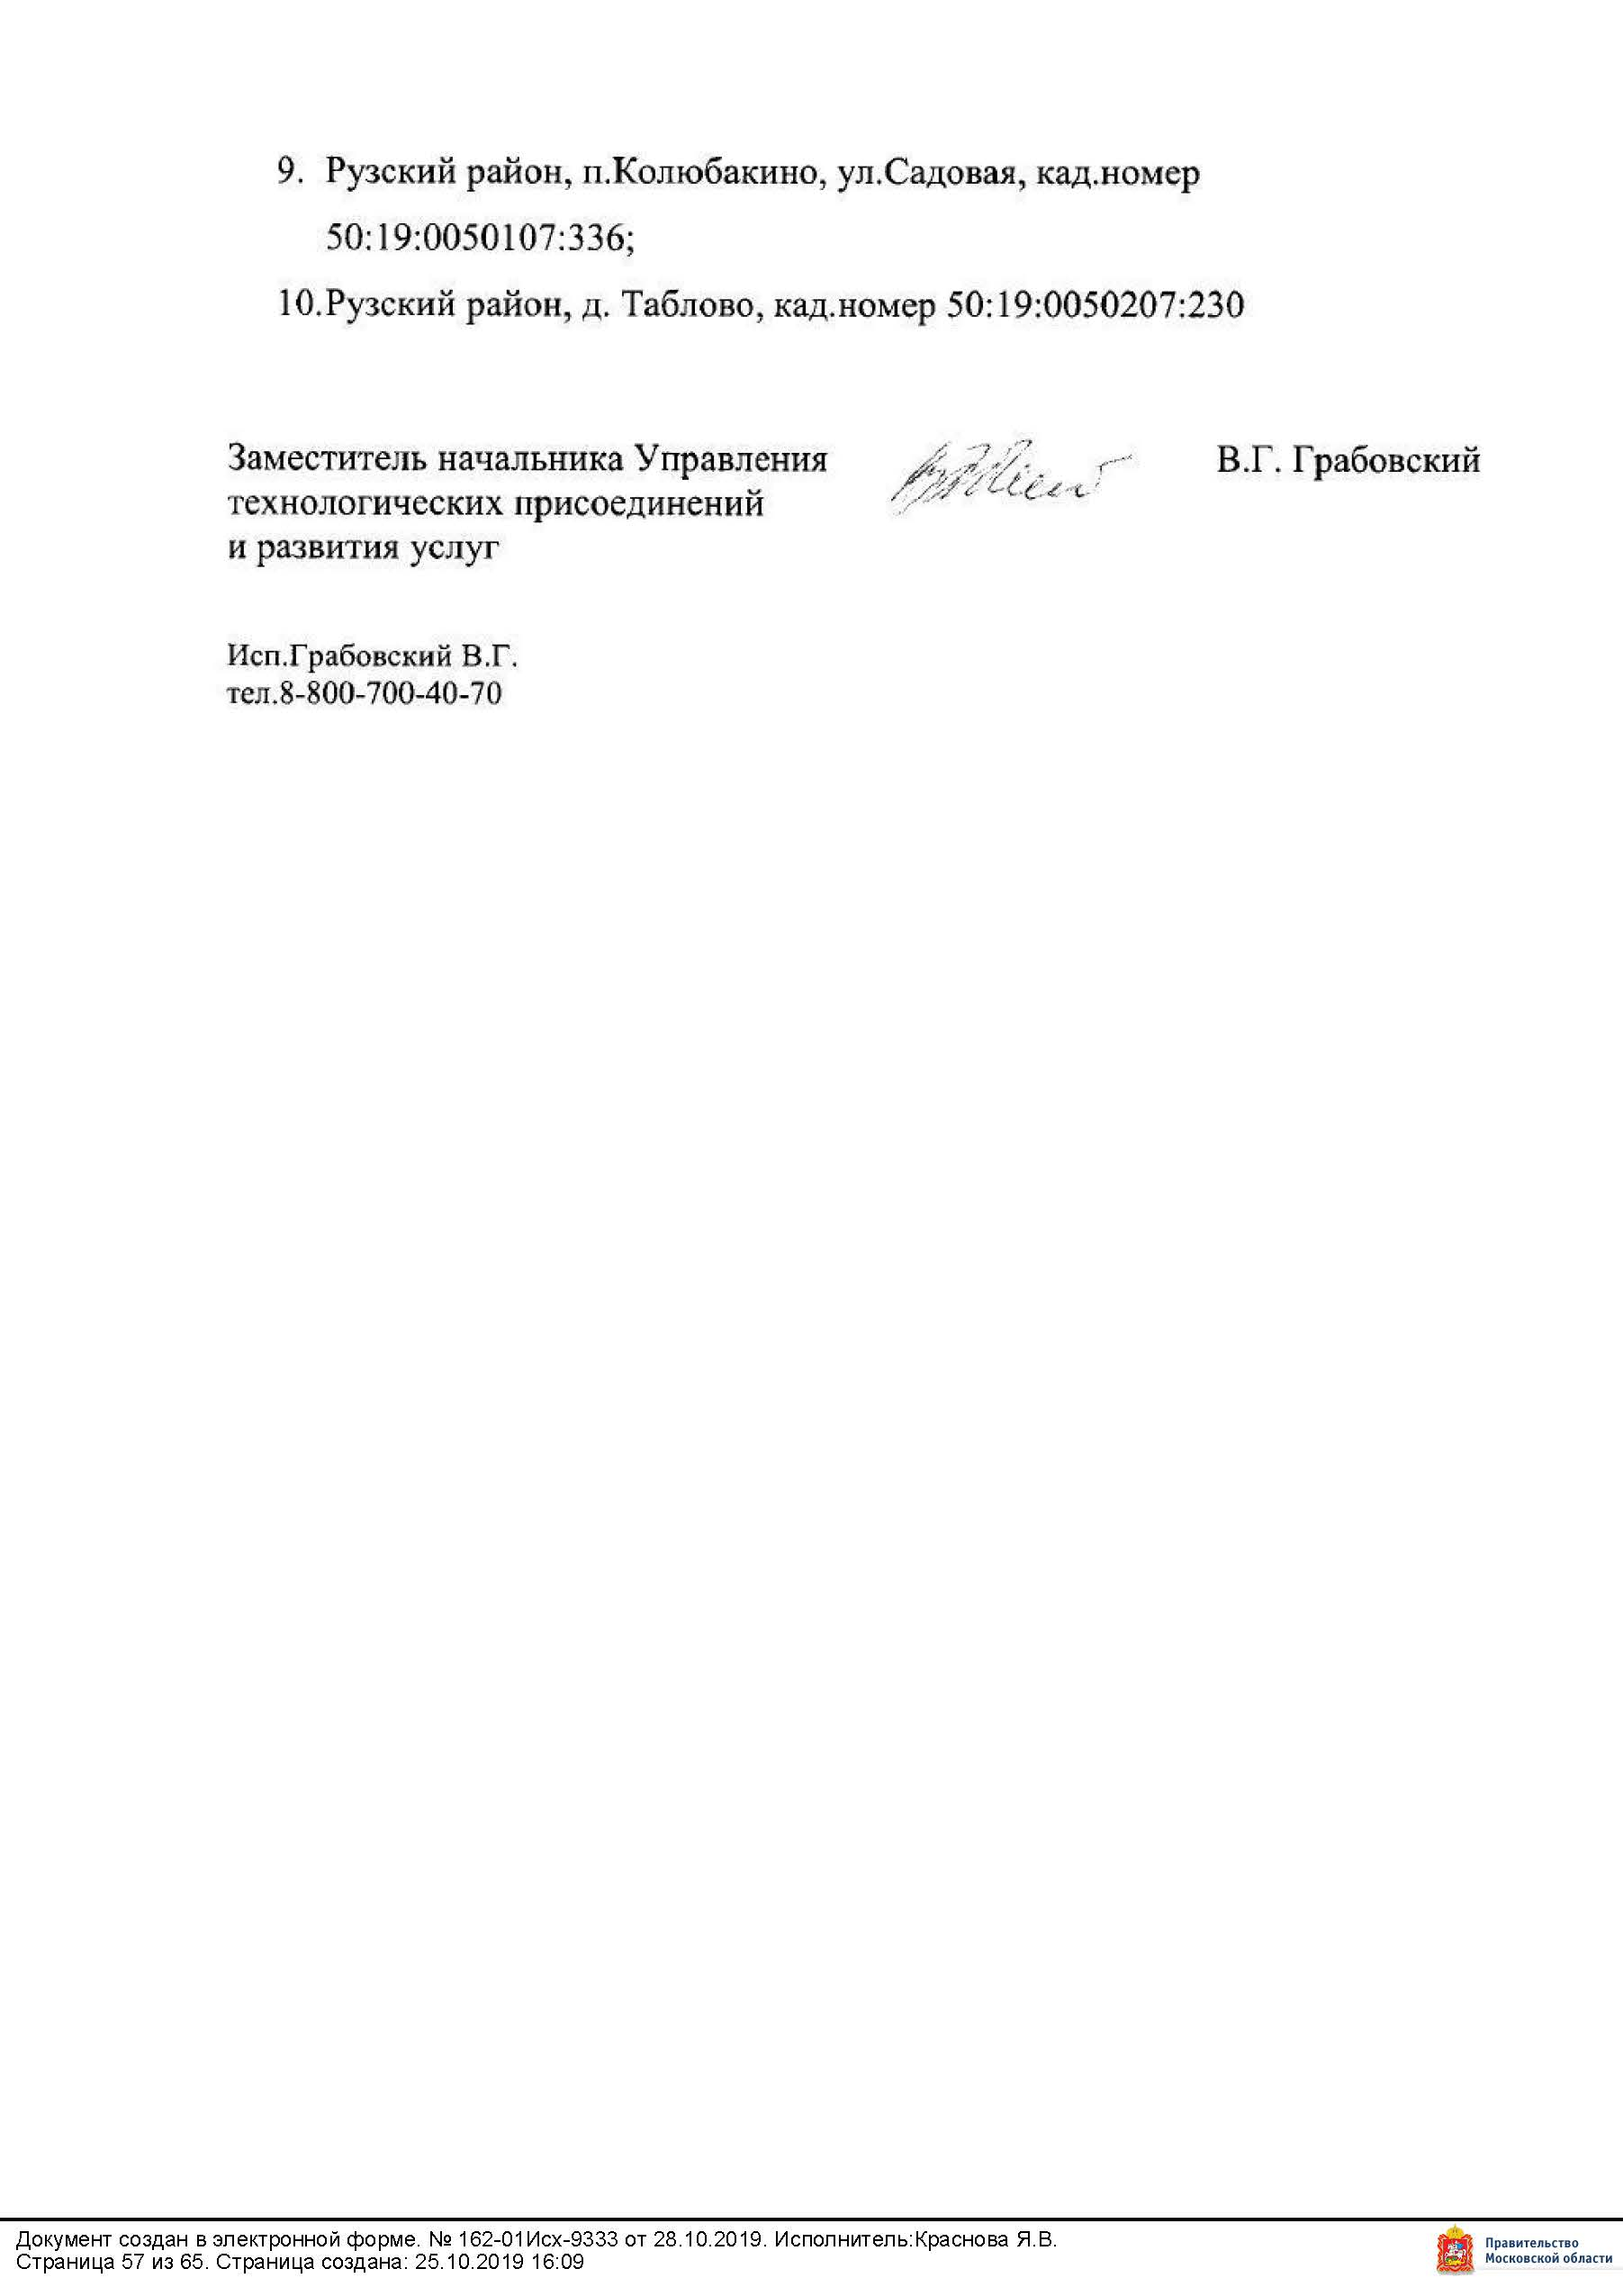 9. Рузский район, п.Колюбакино, ул.Садовая, кад.номер
50:19:0050107:336;
10.Рузский район, д. Таблово, кад.номер 50:19:0050207:230
Заместитель начальника Управления
технологических присоединений
и развития услуг
В.Г. Грабовский
Исп.Грабовский В.Г.
тел.8-800-700-40-70
Документ создан в электронной форме. № 162-01Исх-9333 от 28.10.2019. Исполнитель:Краснова Я.В.
Страница 57 из 65. Страница создана: 25.10.2019 16:09
Правительство
Московской области